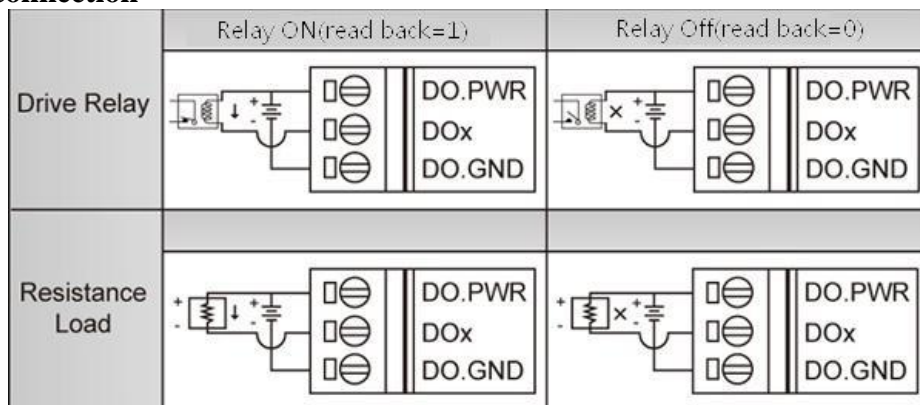 Relay ON(read back=1)
Relay Off(read back=0)
Drive Relay
+
-
DO.PWR
DOx
DO.GND
+
-
DO.PWR
DOx
DO.GND
Resistance
Load
+
-
+
-
DO.PWR
DOx
DO.GND
+
-
+
-
DO.PWR
DOx
DO.GND